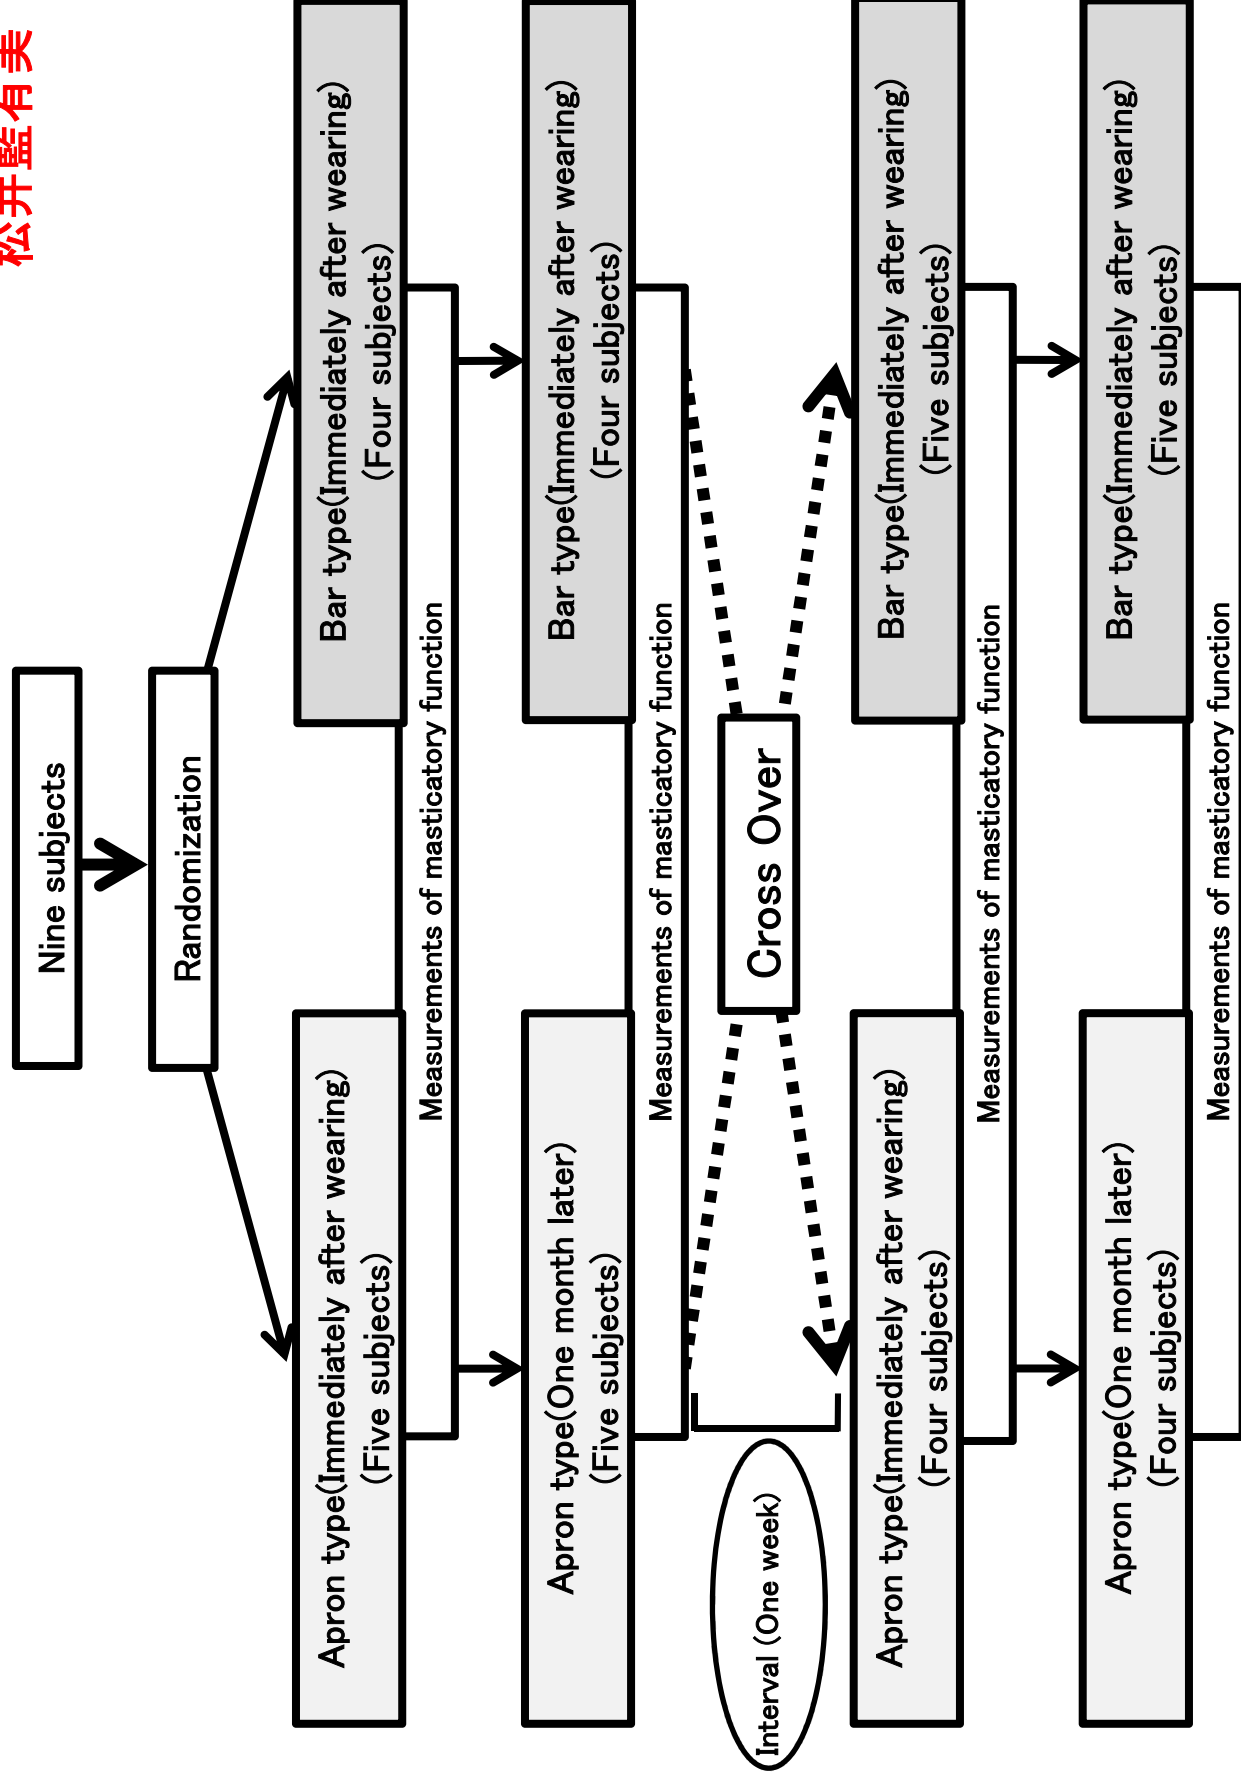 松井藍有美
Nine subjects
Randomization
Apron type(Immediately after wearing)
(Five subjects)
Bar type(Immediately after wearing)
(Four subjects)
Measurements of masticatory function
Apron type(One month later)
(Five subjects)
Bar type(Immediately after wearing)
(Four subjects)
Measurements of masticatory function
Interval (One week)
Cross Over
Apron type(Immediately after wearing)
(Four subjects)
Bar type(Immediately after wearing)
(Five subjects)
Measurements of masticatory function
Apron type(One month later)
(Four subjects)
Bar type(Immediately after wearing)
(Five subjects)
Measurements of masticatory function